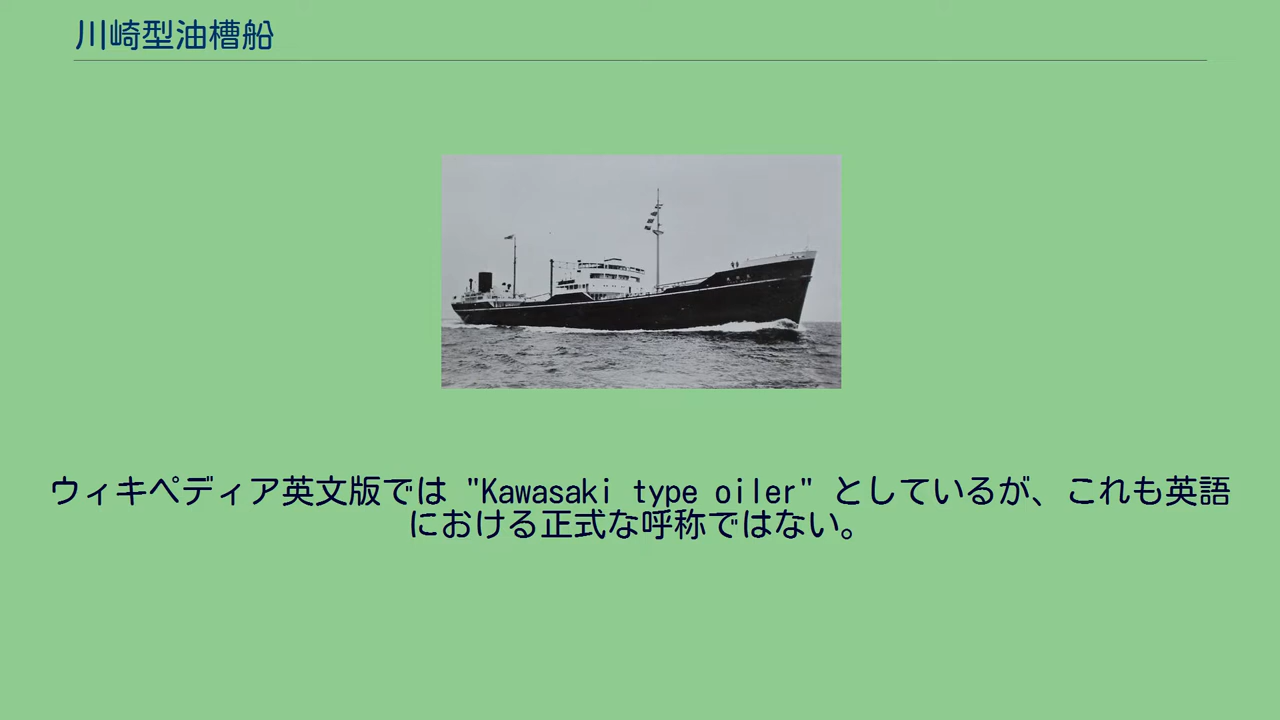 川崎型油槽船
ウィキペディア英文版では "Kawasaki type oiler" としているが、これも英語
における正式な呼称ではない。